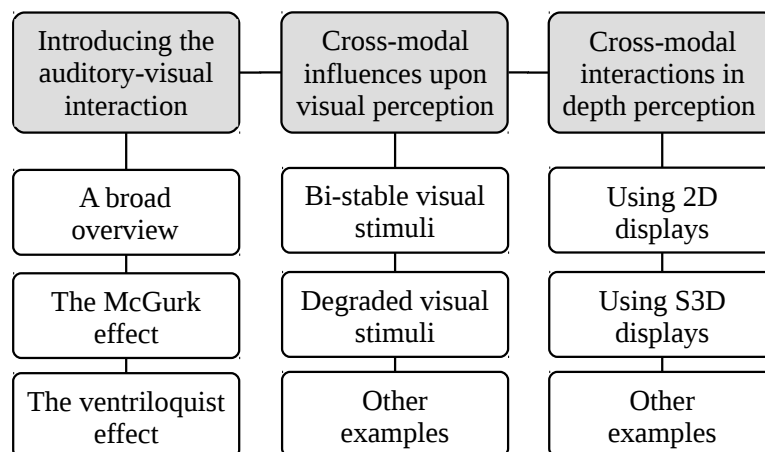 Introducing the
auditory-visual
interaction
Cross-modal
influences upon
visual perception
Cross-modal
interactions in
depth perception
A broad
overview
The McGurk
effect
The ventriloquist
effect
Bi-stable visual
stimuli
Degraded visual
stimuli
Other
examples
Using 2D
displays
Using S3D
displays
Other
examples